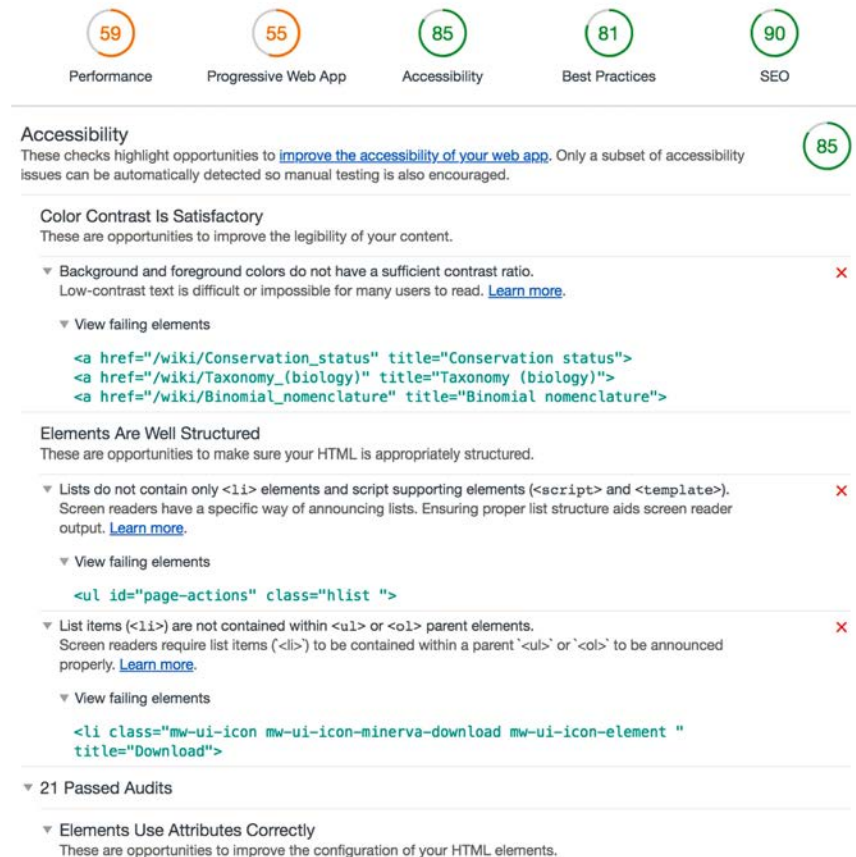 59 55 85 81 90
Performance Progressive Web App Accessibility Best Practices SEO
Accessibility
These checks highlight opportunities to improve the accessibility of your web app. Only a subset of accessibility
issues can be automatically detected so manual testing is also encouraged.
85
Color Contrast Is Satisfactory
These are opportunities to improve the legibility of your content.
Background and foreground colors do not have a sufficient contrast ratio.
Low-contrast text is difficult or impossible for many users to read. Learn more.
View failing elements
<a href="/wiki/Conservation_status" title="Conservation status">
<a href="/wiki/Taxonomy_(biology)" title="Taxonomy (biology)">
<a href="/wiki/Binomial_nomenclature" title="Binomial nomenclature">
Elements Are Well Structured
These are opportunities to make sure your HTML is appropriately structured.
Lists do not contain only <li> elements and script supporting elements (<script> and <template>).
Screen readers have a specific way of announcing lists. Ensuring proper list structure aids screen reader
output. Learn more.
View failing elements
<ul id="page-actions" class="hlist ">
List items (<li>) are not contained within <ul> or <ol> parent elements.
Screen readers require list items (`<li>`) to be contained within a parent `<ul>` or `<ol>` to be announced
properly. Learn more.
View failing elements
<li class="mw-ui-icon mw-ui-icon-minerva-download mw-ui-icon-element "
title="Download">
21 Passed Audits
Elements Use Attributes Correctly
These are opportunities to improve the configuration of your HTML elements.